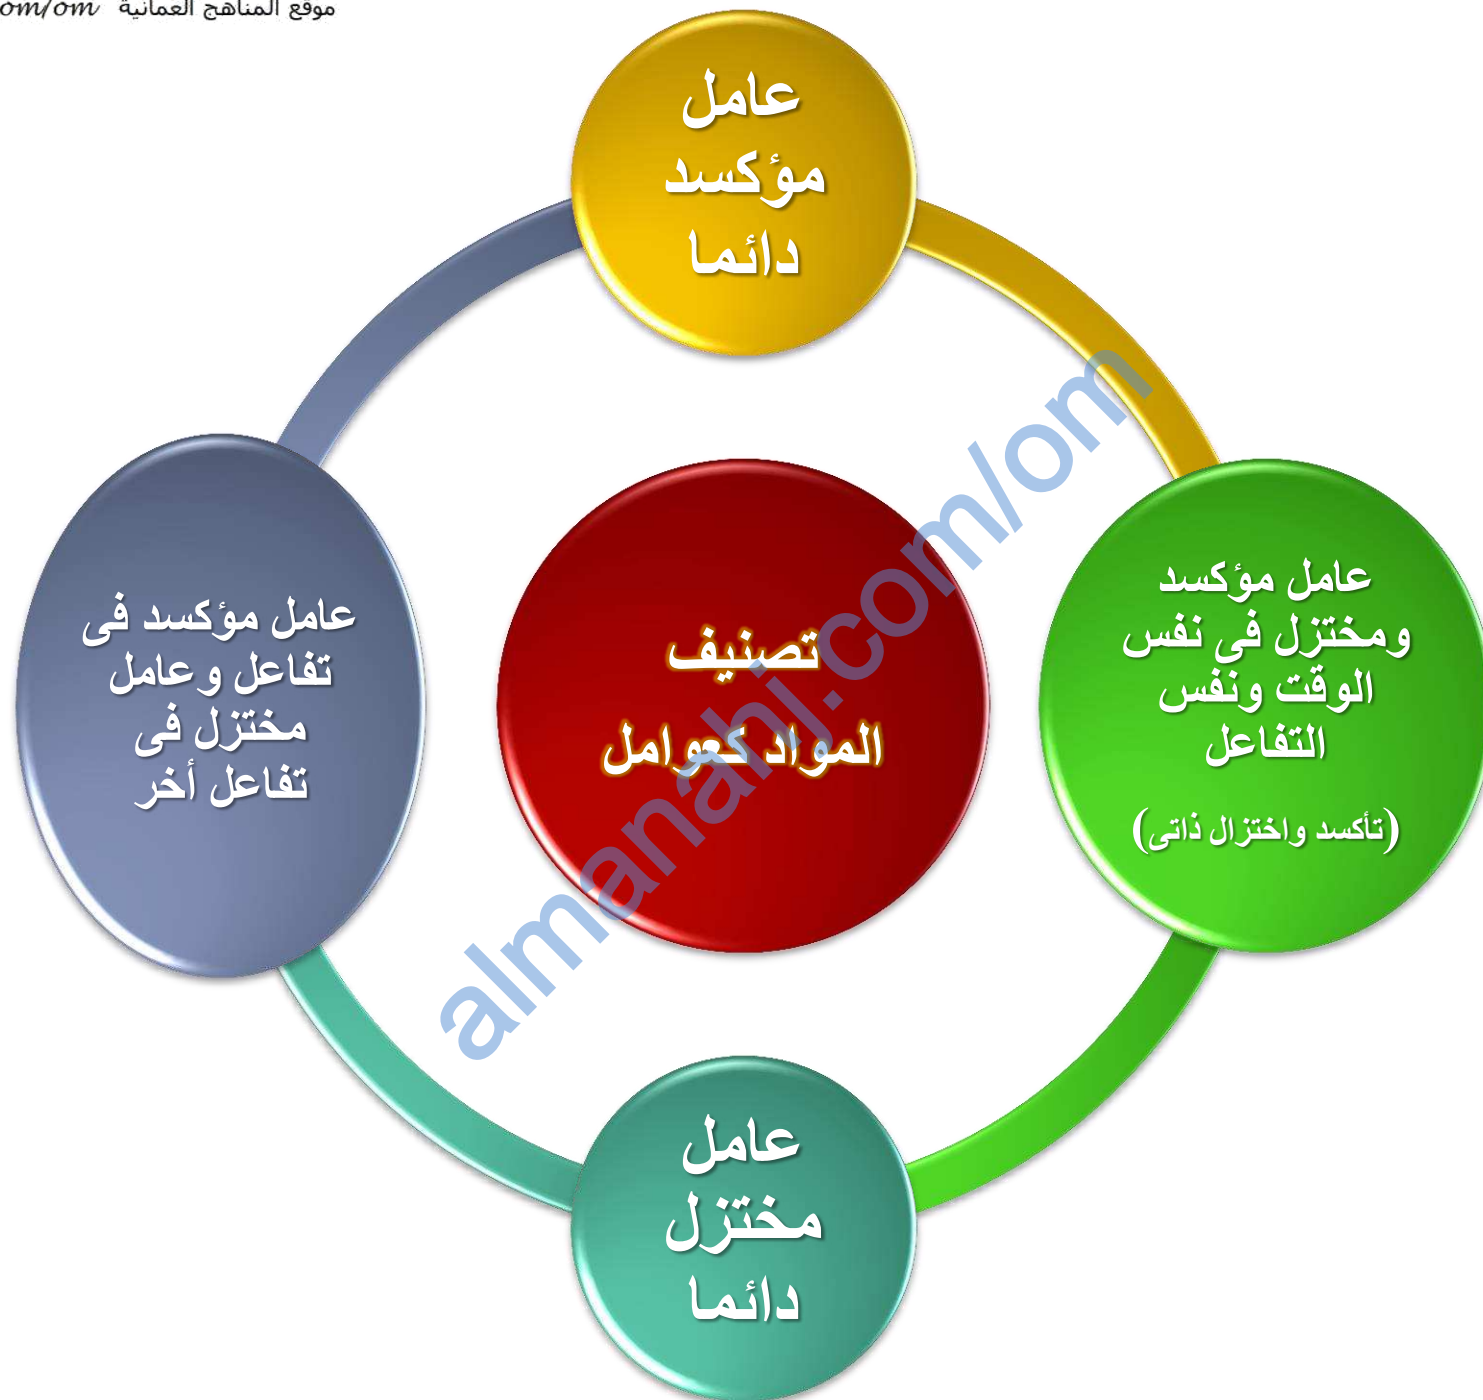 موقع المناهج العمانية om/om
عامل
مؤكسد
دائما
عامل مؤكسد
ومختزل فى نفس
الوقت ونفس
التفاعل
(تأكسد واختزال ذاتى)
تصنيف
المواد كعوامل
عامل مؤكسد فى
تفاعل وعامل
مختزل فى
تفاعل أخر
عامل
مختزل
دائما
almanahj.com/om